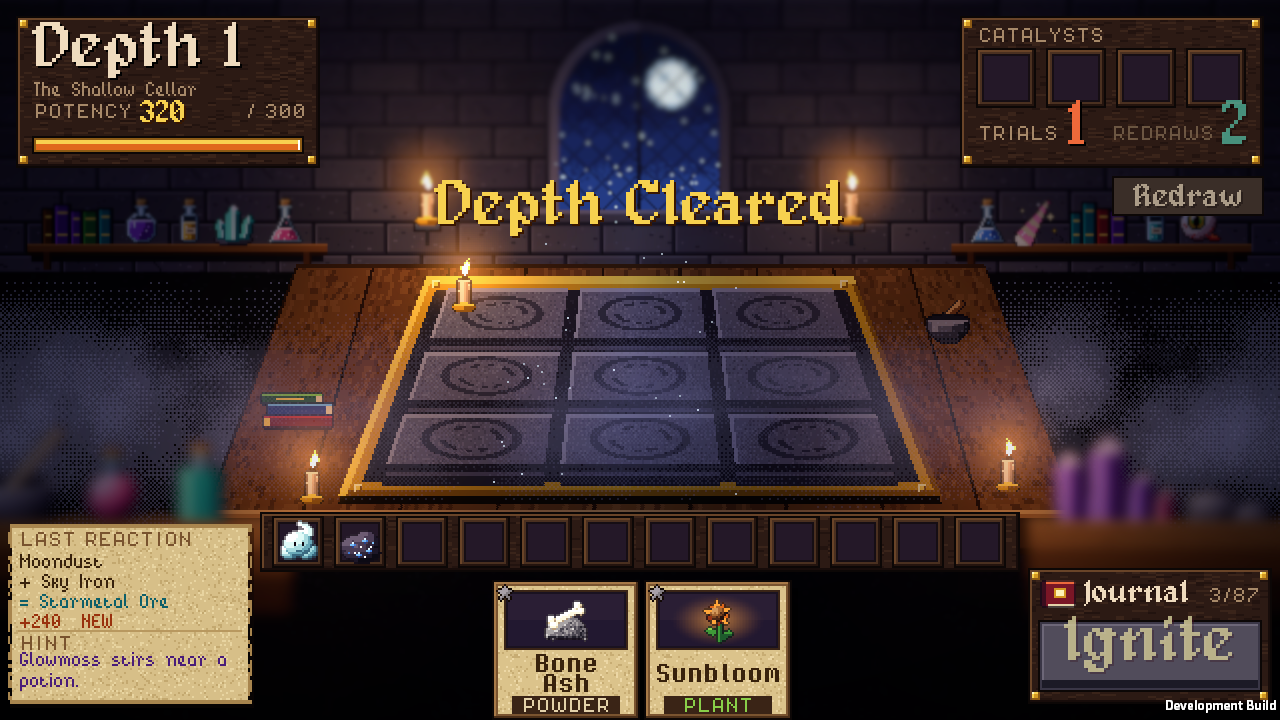 Depth 1
The Shallow Cellar
POTENCY 320 / 300
CATALYSTS
TRIALS 1 REDRAWS 2
Redraw
Depth Cleared
LAST REACTION
Moondust
+ Sky Iron
= Starmetal Ore
+240 NEW
HINT
Glowmoss stirs near a
potion.
Bone
Ash
POWDER
Sunbloom
PLANT
Journal 3/87
Ignite
Development Build